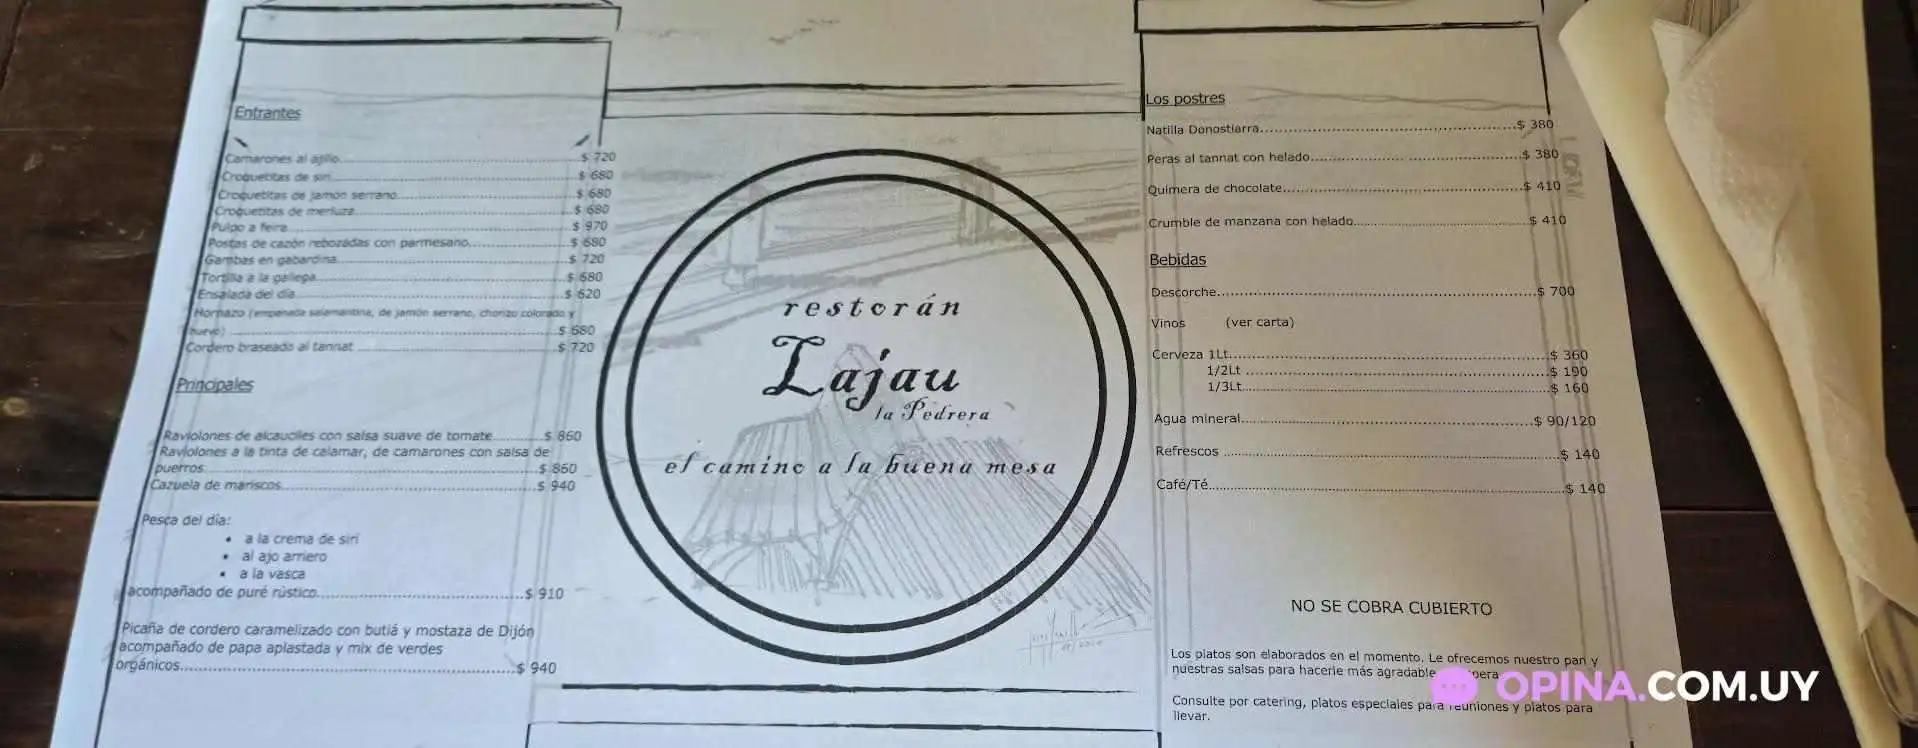 Entrantes
Camarones al ajillo.......... $ 720
Croquetitas de siri.......... $ 680
Croquetitas de jamón serrano.......... $ 680
Croquetitas de merluza.......... $ 680
Pulpo a feira.......... $ 970
Postas de cazón rebozadas con parmesano.......... $ 680
Gambas en gabardina.......... $ 720
Tortilla a la gallega.......... $ 680
Ensalada del día.......... $ 620
Hornazo (empanada salamantina, de jamón serrano, chorizo colorado y
huevo) .......... $ 680
Cordero braseado al tannat .......... $ 720
Principales
Raviolones de alcauciles con salsa suave de tomate.......... $ 860
Raviolones a la tinta de calamar, de camarones con salsa de
puerros.......... $ 860
Cazuela de mariscos.......... $ 940
Pesca del día:
• a la crema de siri
• al ajo arriero
• a la vasca
acompañado de puré rústico.......... $ 910
Picaña de cordero caramelizado con butiá y mostaza de Dijón
acompañado de papa aplastada y mix de verdes
orgánicos.......... $ 940
restorán
Lajau
la Pedrera
el camino a la buena mesa
Los postres
Natilla Donostiarra.......... $ 380
Peras al tannat con helado.......... $ 380
Quimera de chocolate.......... $ 410
Crumble de manzana con helado.......... $ 410
Bebidas
Descorche.......... $ 700
Vinos (ver carta)
Cerveza 1Lt.......... $ 360
1/2Lt .......... $ 190
1/3Lt.......... $ 160
Agua mineral.......... $ 90/120
Refrescos .......... $ 140
Café/Té.......... $ 140
NO SE COBRA CUBIERTO
Los platos son elaborados en el momento. Le ofrecemos nuestro pan y
nuestras salsas para hacerle más agradable
Consulte por catering, platos especiales para reuniones y platos para
llevar.
OPINA.COM.UY